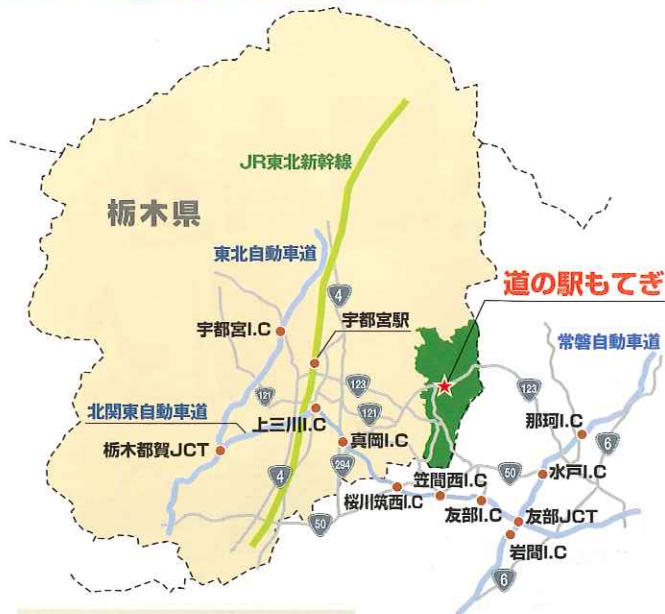 JR東北新幹線
栃木県
東北自動車道
4
道の駅もてぎ
宇都宮I.C
宇都宮駅
常磐自動車道
121
123
123
北関東自動車道
上三川I.C
121
那珂I.C
栃木都賀JCT
真岡I.C
6
4
294
笠間西I.C
50
水戸I.C
桜川筑西I.C
友部I.C
友部JCT
50
岩間I.C
6